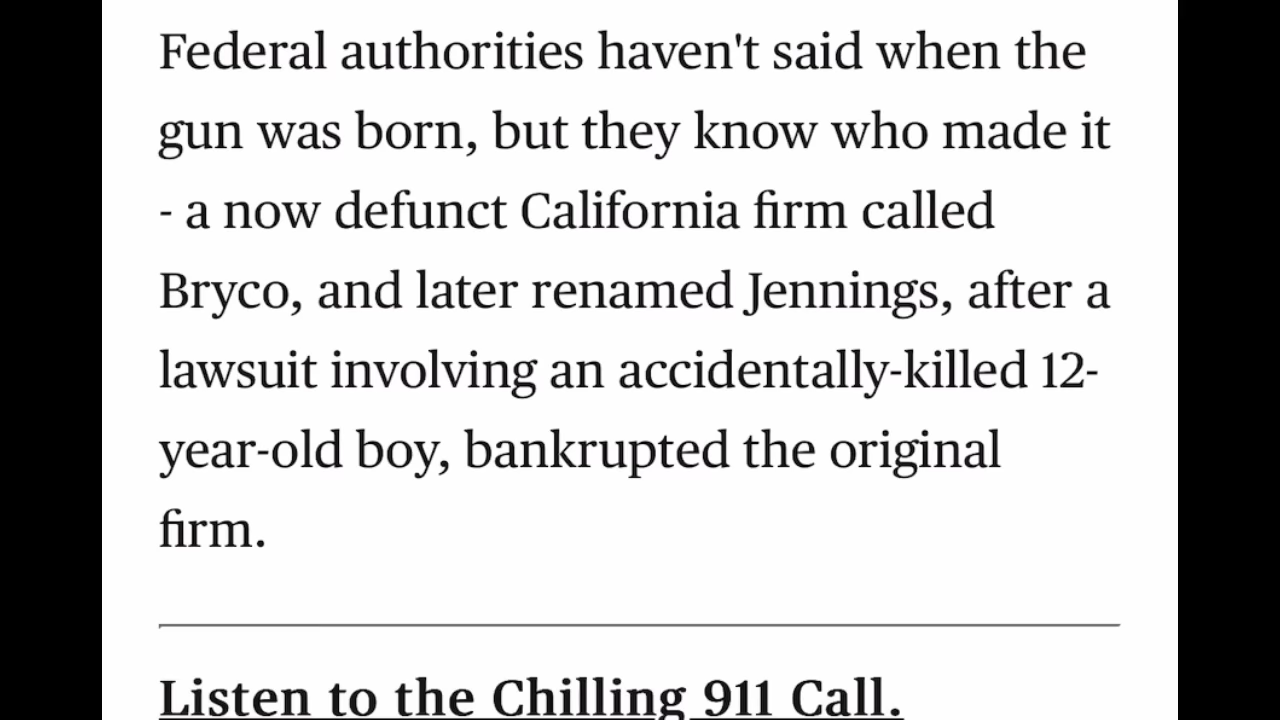 Federal authorities haven't said when the
gun was born, but they know who made it
- a now defunct California firm called
Bryco, and later renamed Jennings, after a
lawsuit involving an accidentally-killed 12-
year-old boy, bankrupted the original
firm.
Listen to the Chilling 911 Call.